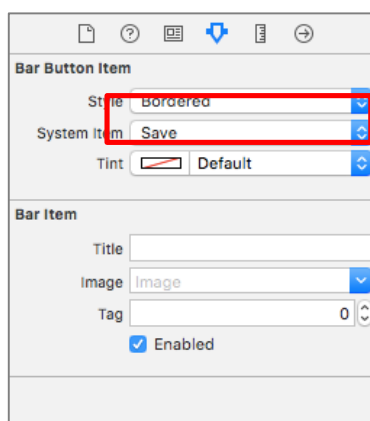 Bar Button Item
Style Bordered
System Item Save
Tint Default
Bar Item
Title
Image Image
Tag 0
Enabled